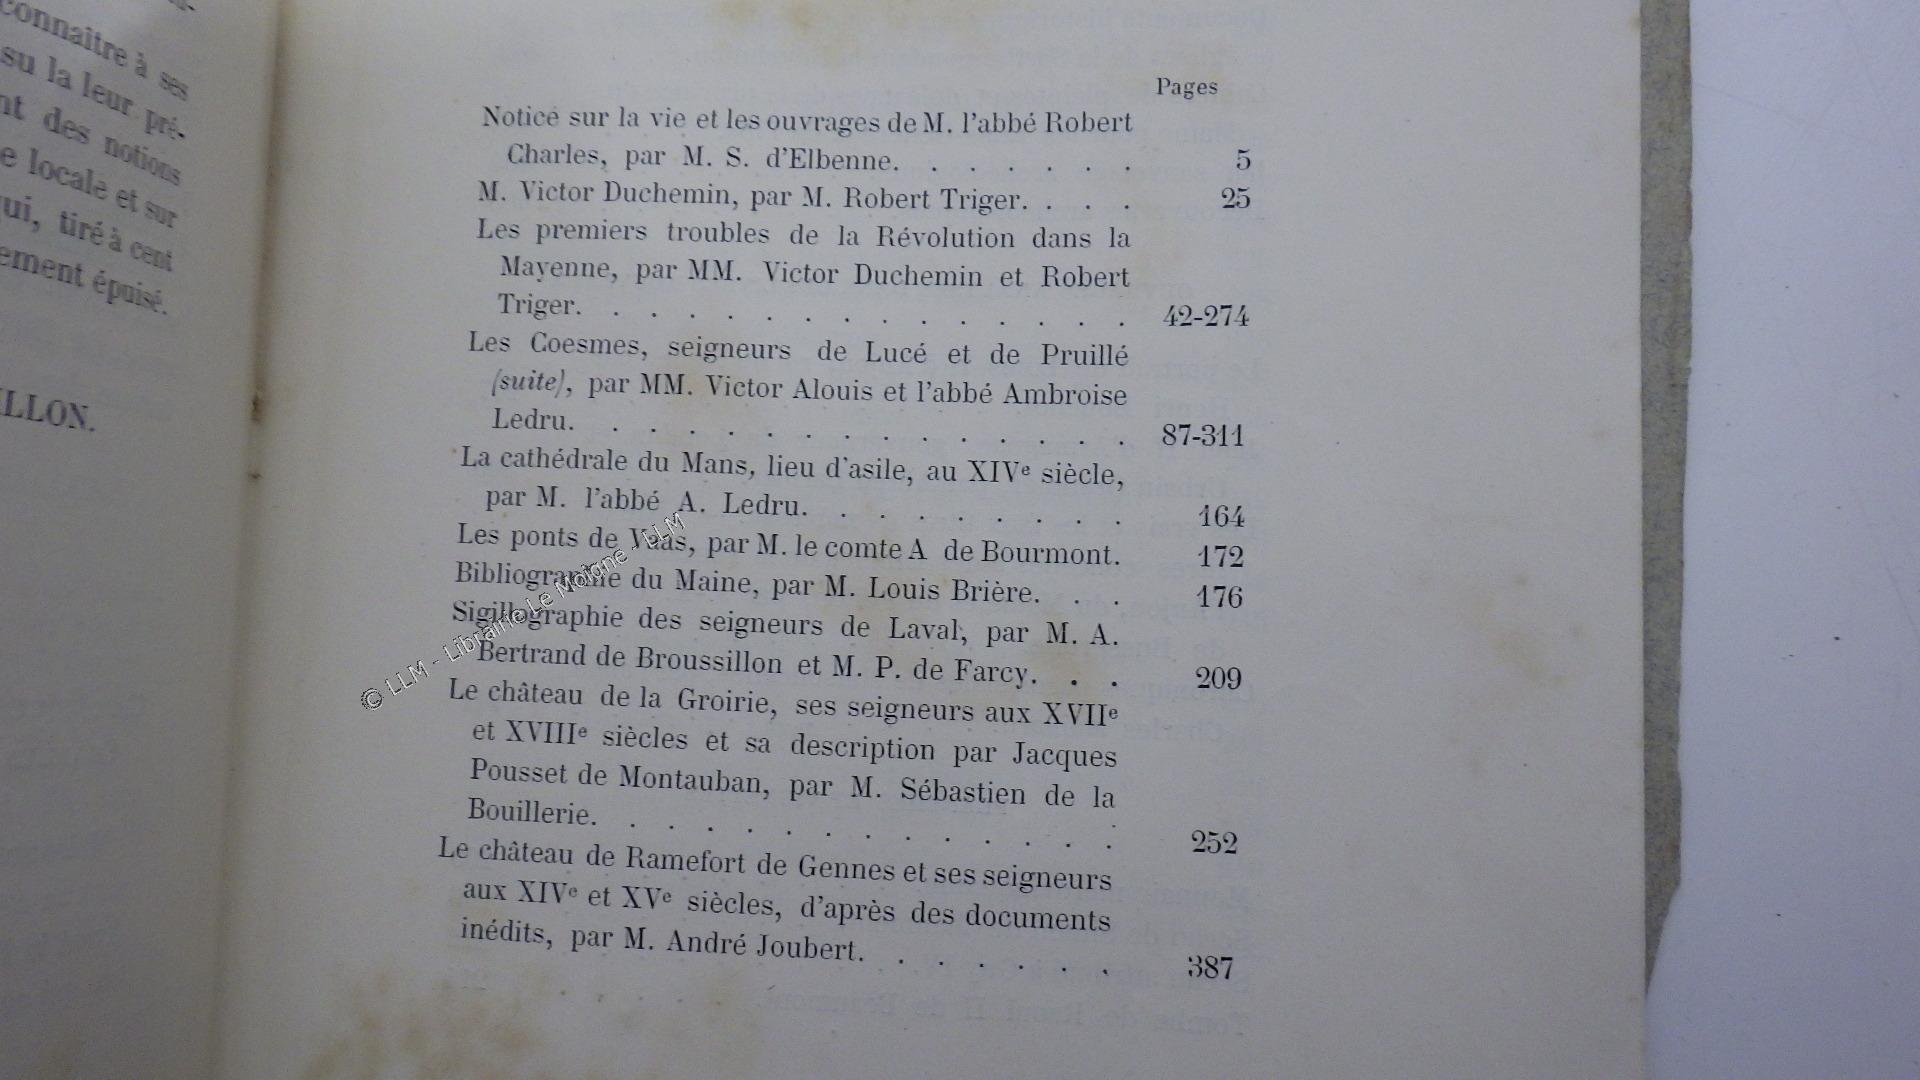 connaître à ses
su la leur pré-
nt des notions
e locale et sur
qui, tiré à cent
ement épuisé.
ILLON.
Pages
Notice sur la vie et les ouvrages de M. l'abbé Robert
Charles, par M. S. d'Elbenne. . . . . . . 5
M. Victor Duchemin, par M. Robert Triger. . . . 25
Les premiers troubles de la Révolution dans la
Mayenne, par MM. Victor Duchemin et Robert
Triger. . . . . . . . . . . . . . . 42-274
Les Coesmes, seigneurs de Lucé et de Pruillé
(suite), par MM. Victor Alouis et l'abbé Ambroise
Ledru. . . . . . . . . . . . . . . 87-311
La cathédrale du Mans, lieu d'asile, au XIVe siècle,
par M. l'abbé A. Ledru. . . . . . . . . 164
Les ponts de Vaas, par M. le comte A de Bourmont. 172
Bibliographie du Maine, par M. Louis Brière. . . 176
Sigillographie des seigneurs de Laval, par M. A.
Bertrand de Broussillon et M. P. de Farcy. . . 209
Le château de la Groirie, ses seigneurs aux XVIIe
et XVIIIe siècles et sa description par Jacques
Pousset de Montauban, par M. Sébastien de la
Bouillerie. . . . . . . . . . . . . . 252
Le château de Ramefort de Gennes et ses seigneurs
aux XIVe et XVe siècles, d'après des documents
inédits, par M. André Joubert. . . . . . . 387
© LLM - Librairie Le Moigne - LLM